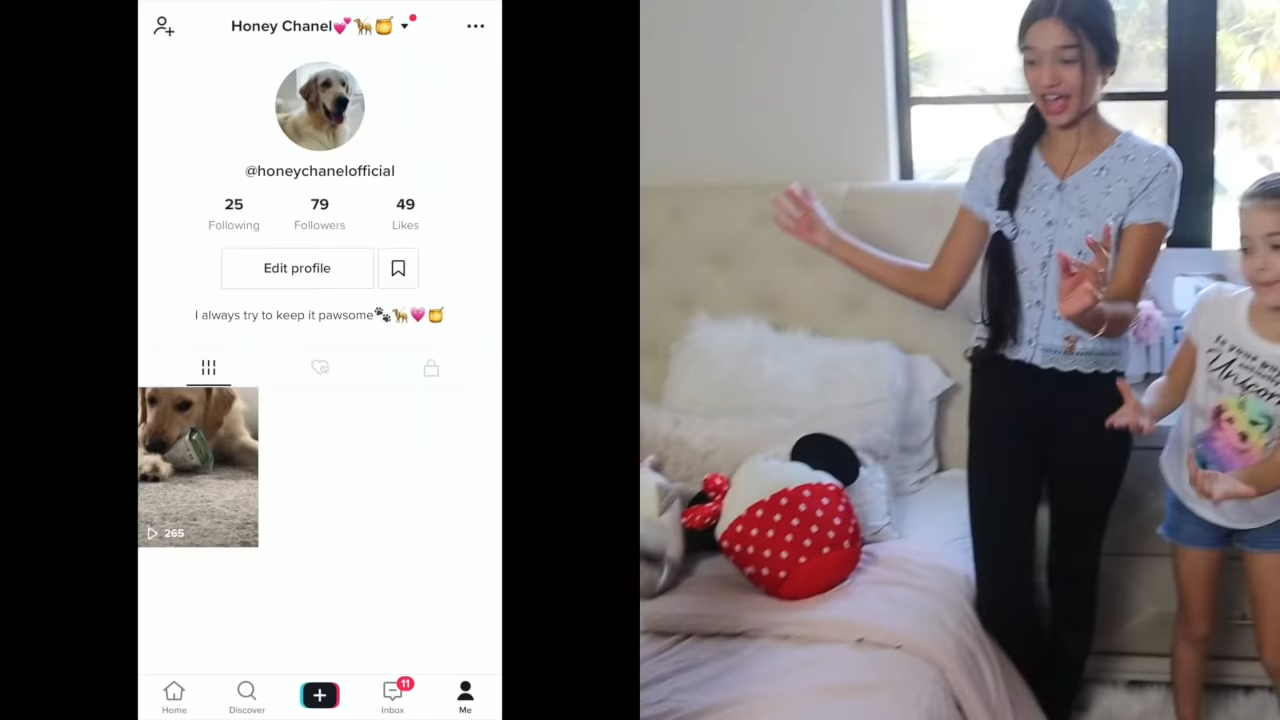 Honey Chanel💕🐕🍯
@honeychanelofficial
25 79 49
Following Followers Likes
Edit profile
I always try to keep it pawsome🐾🐕💗🍯
265
11
Home Discover Inbox Me
Unicorn